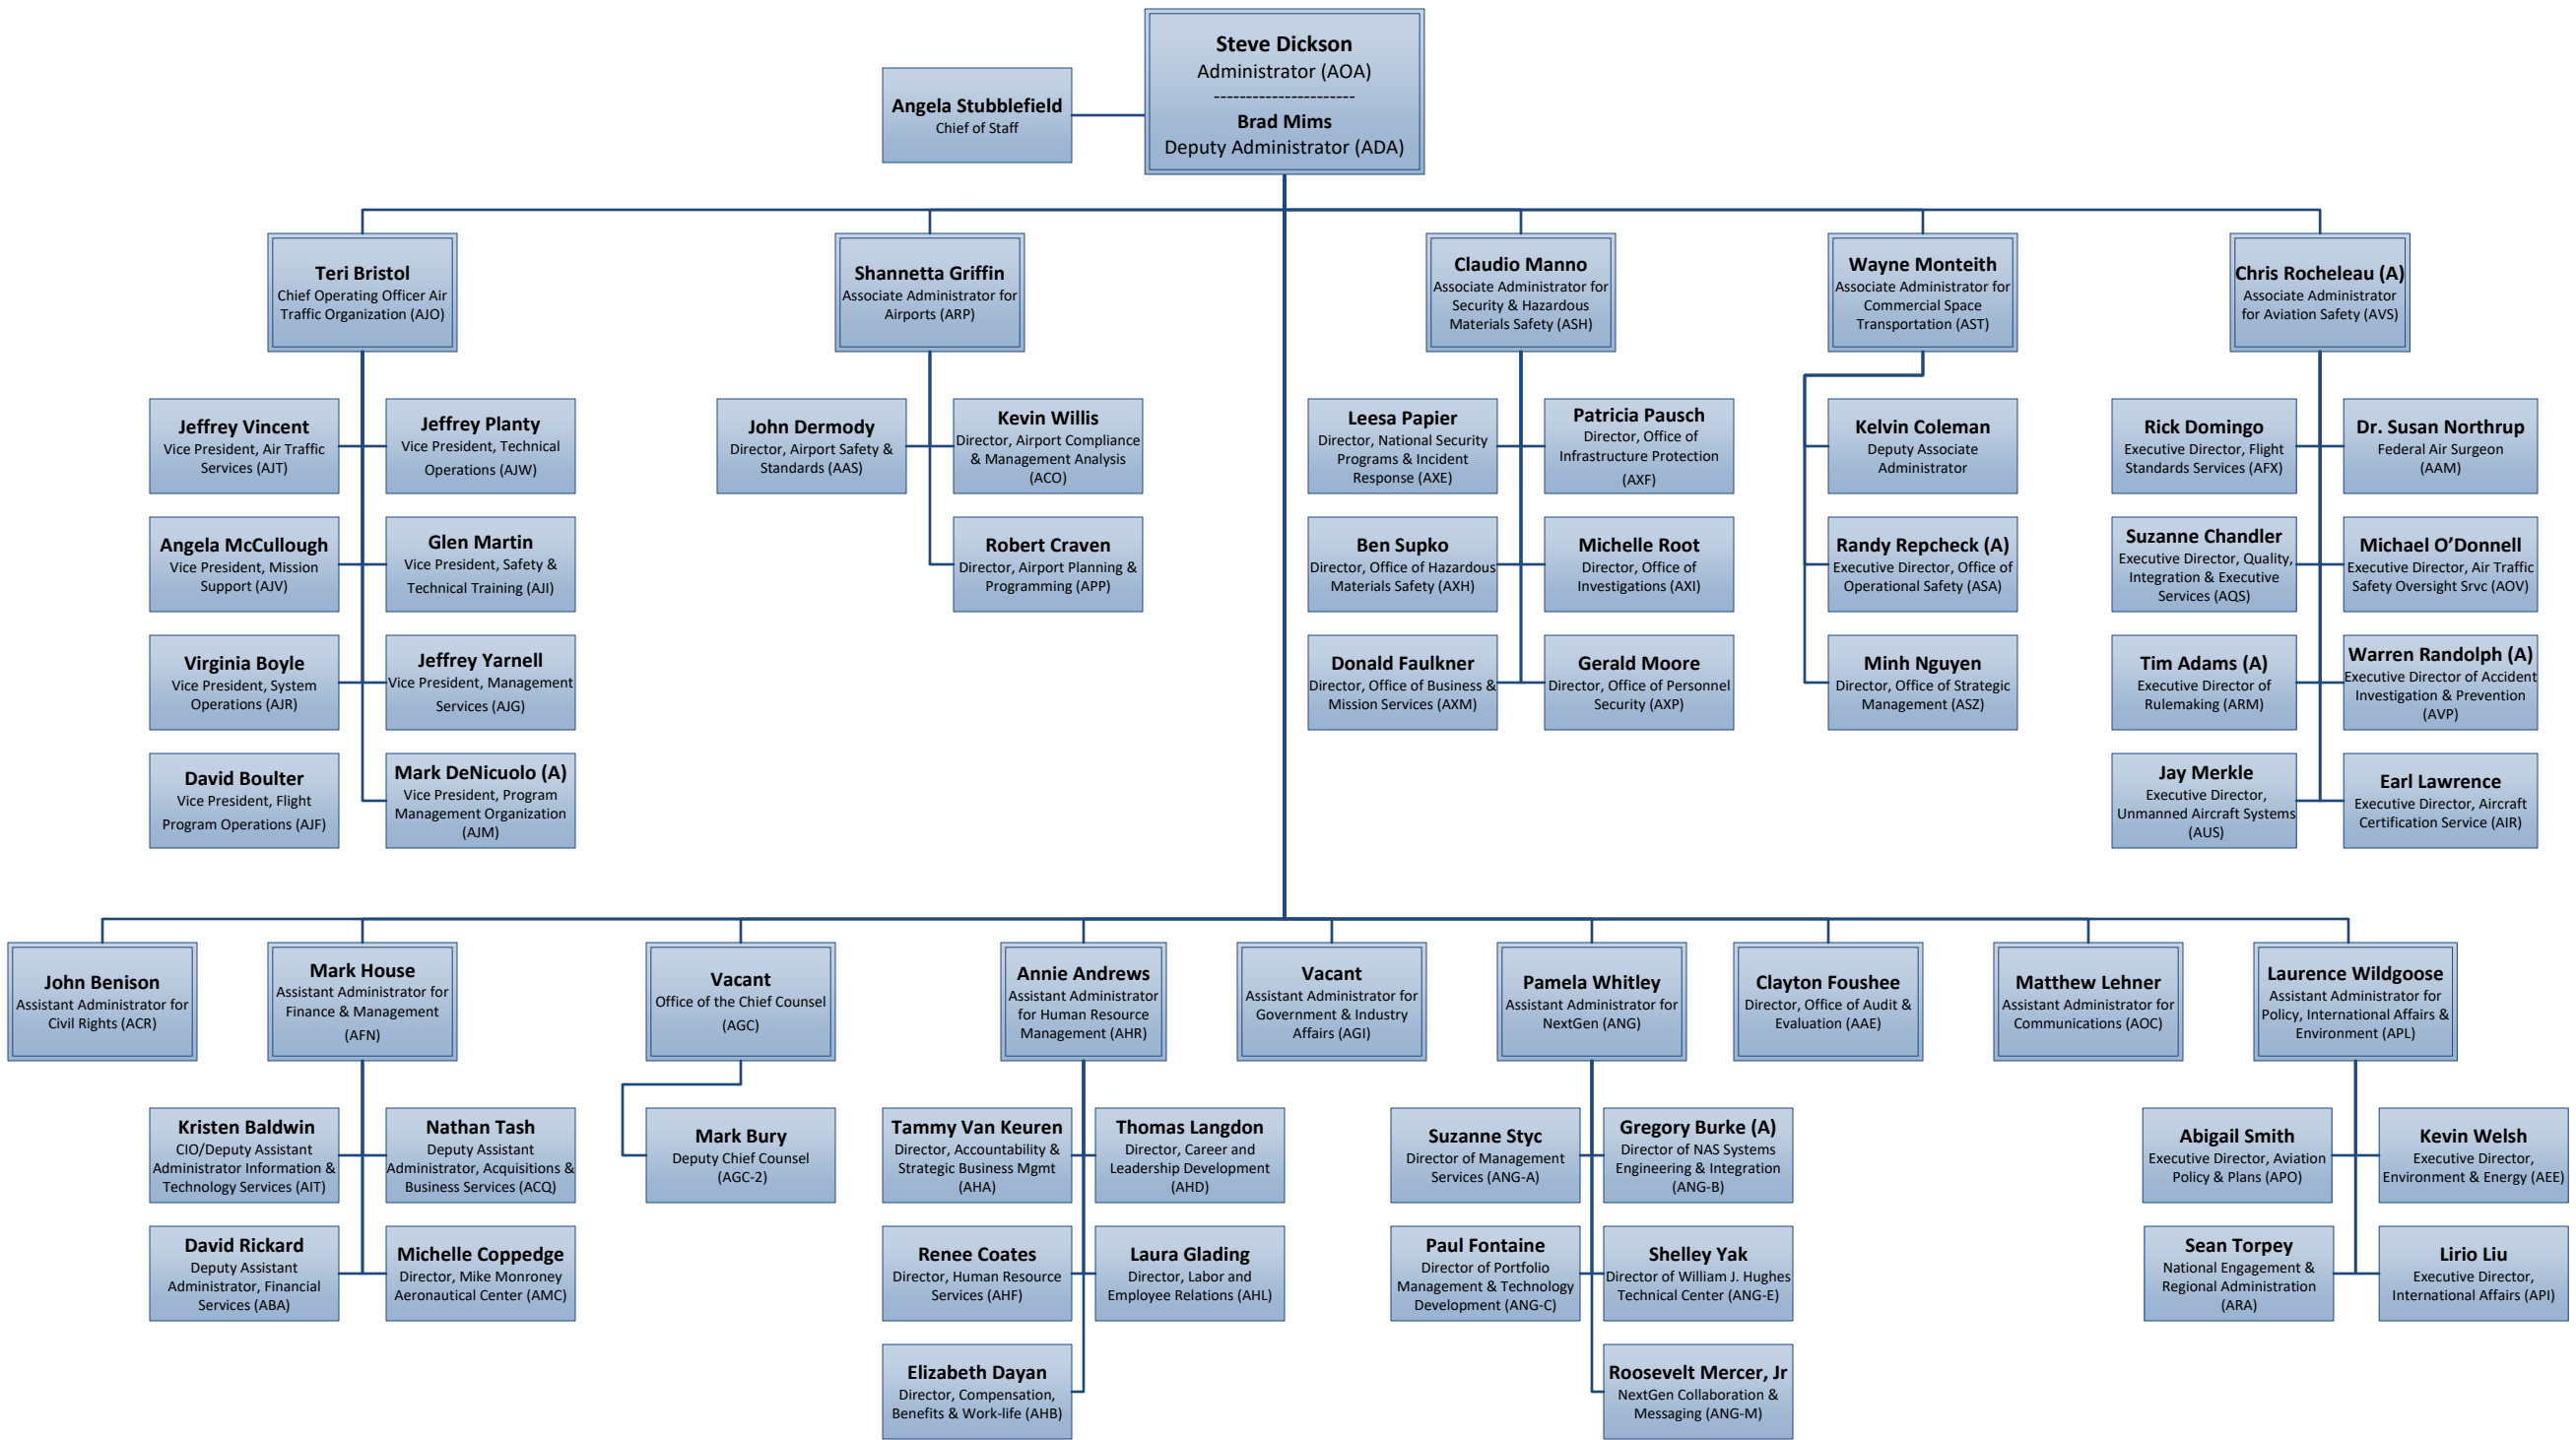 Steve Dickson
Administrator (AOA)
----------------------
Brad Mims
Deputy Administrator (ADA)
Angela Stubblefield
Chief of Staff
Teri Bristol
Chief Operating Officer Air
Traffic Organization (AJO)
Shannetta Griffin
Associate Administrator for
Airports (ARP)
Claudio Manno
Associate Administrator for
Security & Hazardous
Materials Safety (ASH)
Wayne Monteith
Associate Administrator for
Commercial Space
Transportation (AST)
Chris Rocheleau (A)
Associate Administrator
for Aviation Safety (AVS)
Jeffrey Vincent
Vice President, Air Traffic
Services (AJT)
Jeffrey Planty
Vice President, Technical
Operations (AJW)
Angela McCullough
Vice President, Mission
Support (AJV)
Glen Martin
Vice President, Safety &
Technical Training (AJI)
Virginia Boyle
Vice President, System
Operations (AJR)
Jeffrey Yarnell
Vice President, Management
Services (AJG)
David Boulter
Vice President, Flight
Program Operations (AJF)
Mark DeNicuolo (A)
Vice President, Program
Management Organization
(AJM)
John Dermody
Director, Airport Safety &
Standards (AAS)
Kevin Willis
Director, Airport Compliance
& Management Analysis
(ACO)
Robert Craven
Director, Airport Planning &
Programming (APP)
Leesa Papier
Director, National Security
Programs & Incident
Response (AXE)
Patricia Pausch
Director, Office of
Infrastructure Protection
(AXF)
Ben Supko
Director, Office of Hazardous
Materials Safety (AXH)
Michelle Root
Director, Office of
Investigations (AXI)
Donald Faulkner
Director, Office of Business &
Mission Services (AXM)
Gerald Moore
Director, Office of Personnel
Security (AXP)
Kelvin Coleman
Deputy Associate
Administrator
Randy Repcheck (A)
Executive Director, Office of
Operational Safety (ASA)
Minh Nguyen
Director, Office of Strategic
Management (ASZ)
Rick Domingo
Executive Director, Flight
Standards Services (AFX)
Dr. Susan Northrup
Federal Air Surgeon
(AAM)
Suzanne Chandler
Executive Director, Quality,
Integration & Executive
Services (AQS)
Michael O’Donnell
Executive Director, Air Traffic
Safety Oversight Srvc (AOV)
Tim Adams (A)
Executive Director of
Rulemaking (ARM)
Warren Randolph (A)
Executive Director of Accident
Investigation & Prevention
(AVP)
Jay Merkle
Executive Director,
Unmanned Aircraft Systems
(AUS)
Earl Lawrence
Executive Director, Aircraft
Certification Service (AIR)
John Benison
Assistant Administrator for
Civil Rights (ACR)
Mark House
Assistant Administrator for
Finance & Management
(AFN)
Vacant
Office of the Chief Counsel
(AGC)
Annie Andrews
Assistant Administrator
for Human Resource
Management (AHR)
Vacant
Assistant Administrator for
Government & Industry
Affairs (AGI)
Pamela Whitley
Assistant Administrator for
NextGen (ANG)
Clayton Foushee
Director, Office of Audit &
Evaluation (AAE)
Matthew Lehner
Assistant Administrator for
Communications (AOC)
Laurence Wildgoose
Assistant Administrator for
Policy, International Affairs &
Environment (APL)
Kristen Baldwin
CIO/Deputy Assistant
Administrator Information &
Technology Services (AIT)
Nathan Tash
Deputy Assistant
Administrator, Acquisitions &
Business Services (ACQ)
David Rickard
Deputy Assistant
Administrator, Financial
Services (ABA)
Michelle Coppedge
Director, Mike Monroney
Aeronautical Center (AMC)
Mark Bury
Deputy Chief Counsel
(AGC-2)
Tammy Van Keuren
Director, Accountability &
Strategic Business Mgmt
(AHA)
Thomas Langdon
Director, Career and
Leadership Development
(AHD)
Renee Coates
Director, Human Resource
Services (AHF)
Laura Glading
Director, Labor and
Employee Relations (AHL)
Elizabeth Dayan
Director, Compensation,
Benefits & Work-life (AHB)
Suzanne Styc
Director of Management
Services (ANG-A)
Gregory Burke (A)
Director of NAS Systems
Engineering & Integration
(ANG-B)
Paul Fontaine
Director of Portfolio
Management & Technology
Development (ANG-C)
Shelley Yak
Director of William J. Hughes
Technical Center (ANG-E)
Roosevelt Mercer, Jr
NextGen Collaboration &
Messaging (ANG-M)
Abigail Smith
Executive Director, Aviation
Policy & Plans (APO)
Kevin Welsh
Executive Director,
Environment & Energy (AEE)
Sean Torpey
National Engagement &
Regional Administration
(ARA)
Lirio Liu
Executive Director,
International Affairs (API)